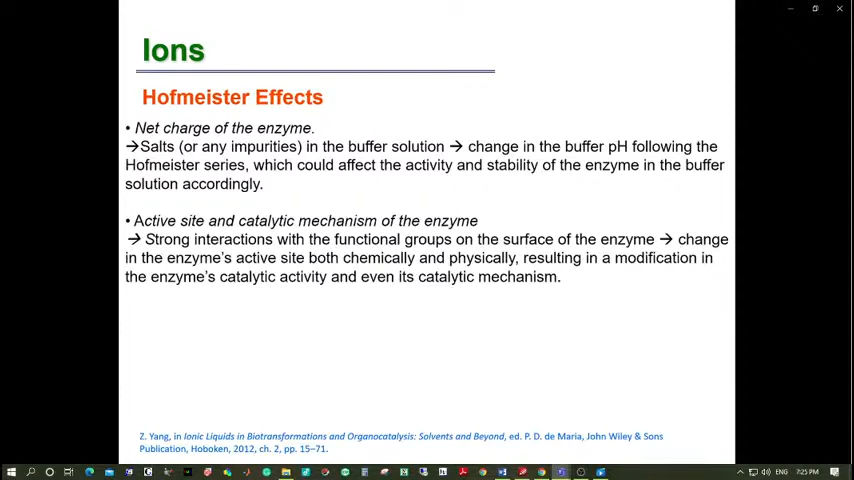 Ions
Hofmeister Effects
• Net charge of the enzyme.
→Salts (or any impurities) in the buffer solution → change in the buffer pH following the
Hofmeister series, which could affect the activity and stability of the enzyme in the buffer
solution accordingly.
• Active site and catalytic mechanism of the enzyme
→ Strong interactions with the functional groups on the surface of the enzyme → change
in the enzyme's active site both chemically and physically, resulting in a modification in
the enzyme's catalytic activity and even its catalytic mechanism.
Z. Yang, in Ionic Liquids in Biotransformations and Organocatalysis: Solvents and Beyond, ed. P. D. de Maria, John Wiley & Sons
Publication, Hoboken, 2012, ch. 2, pp. 15–71.
ENG 7:25 PM